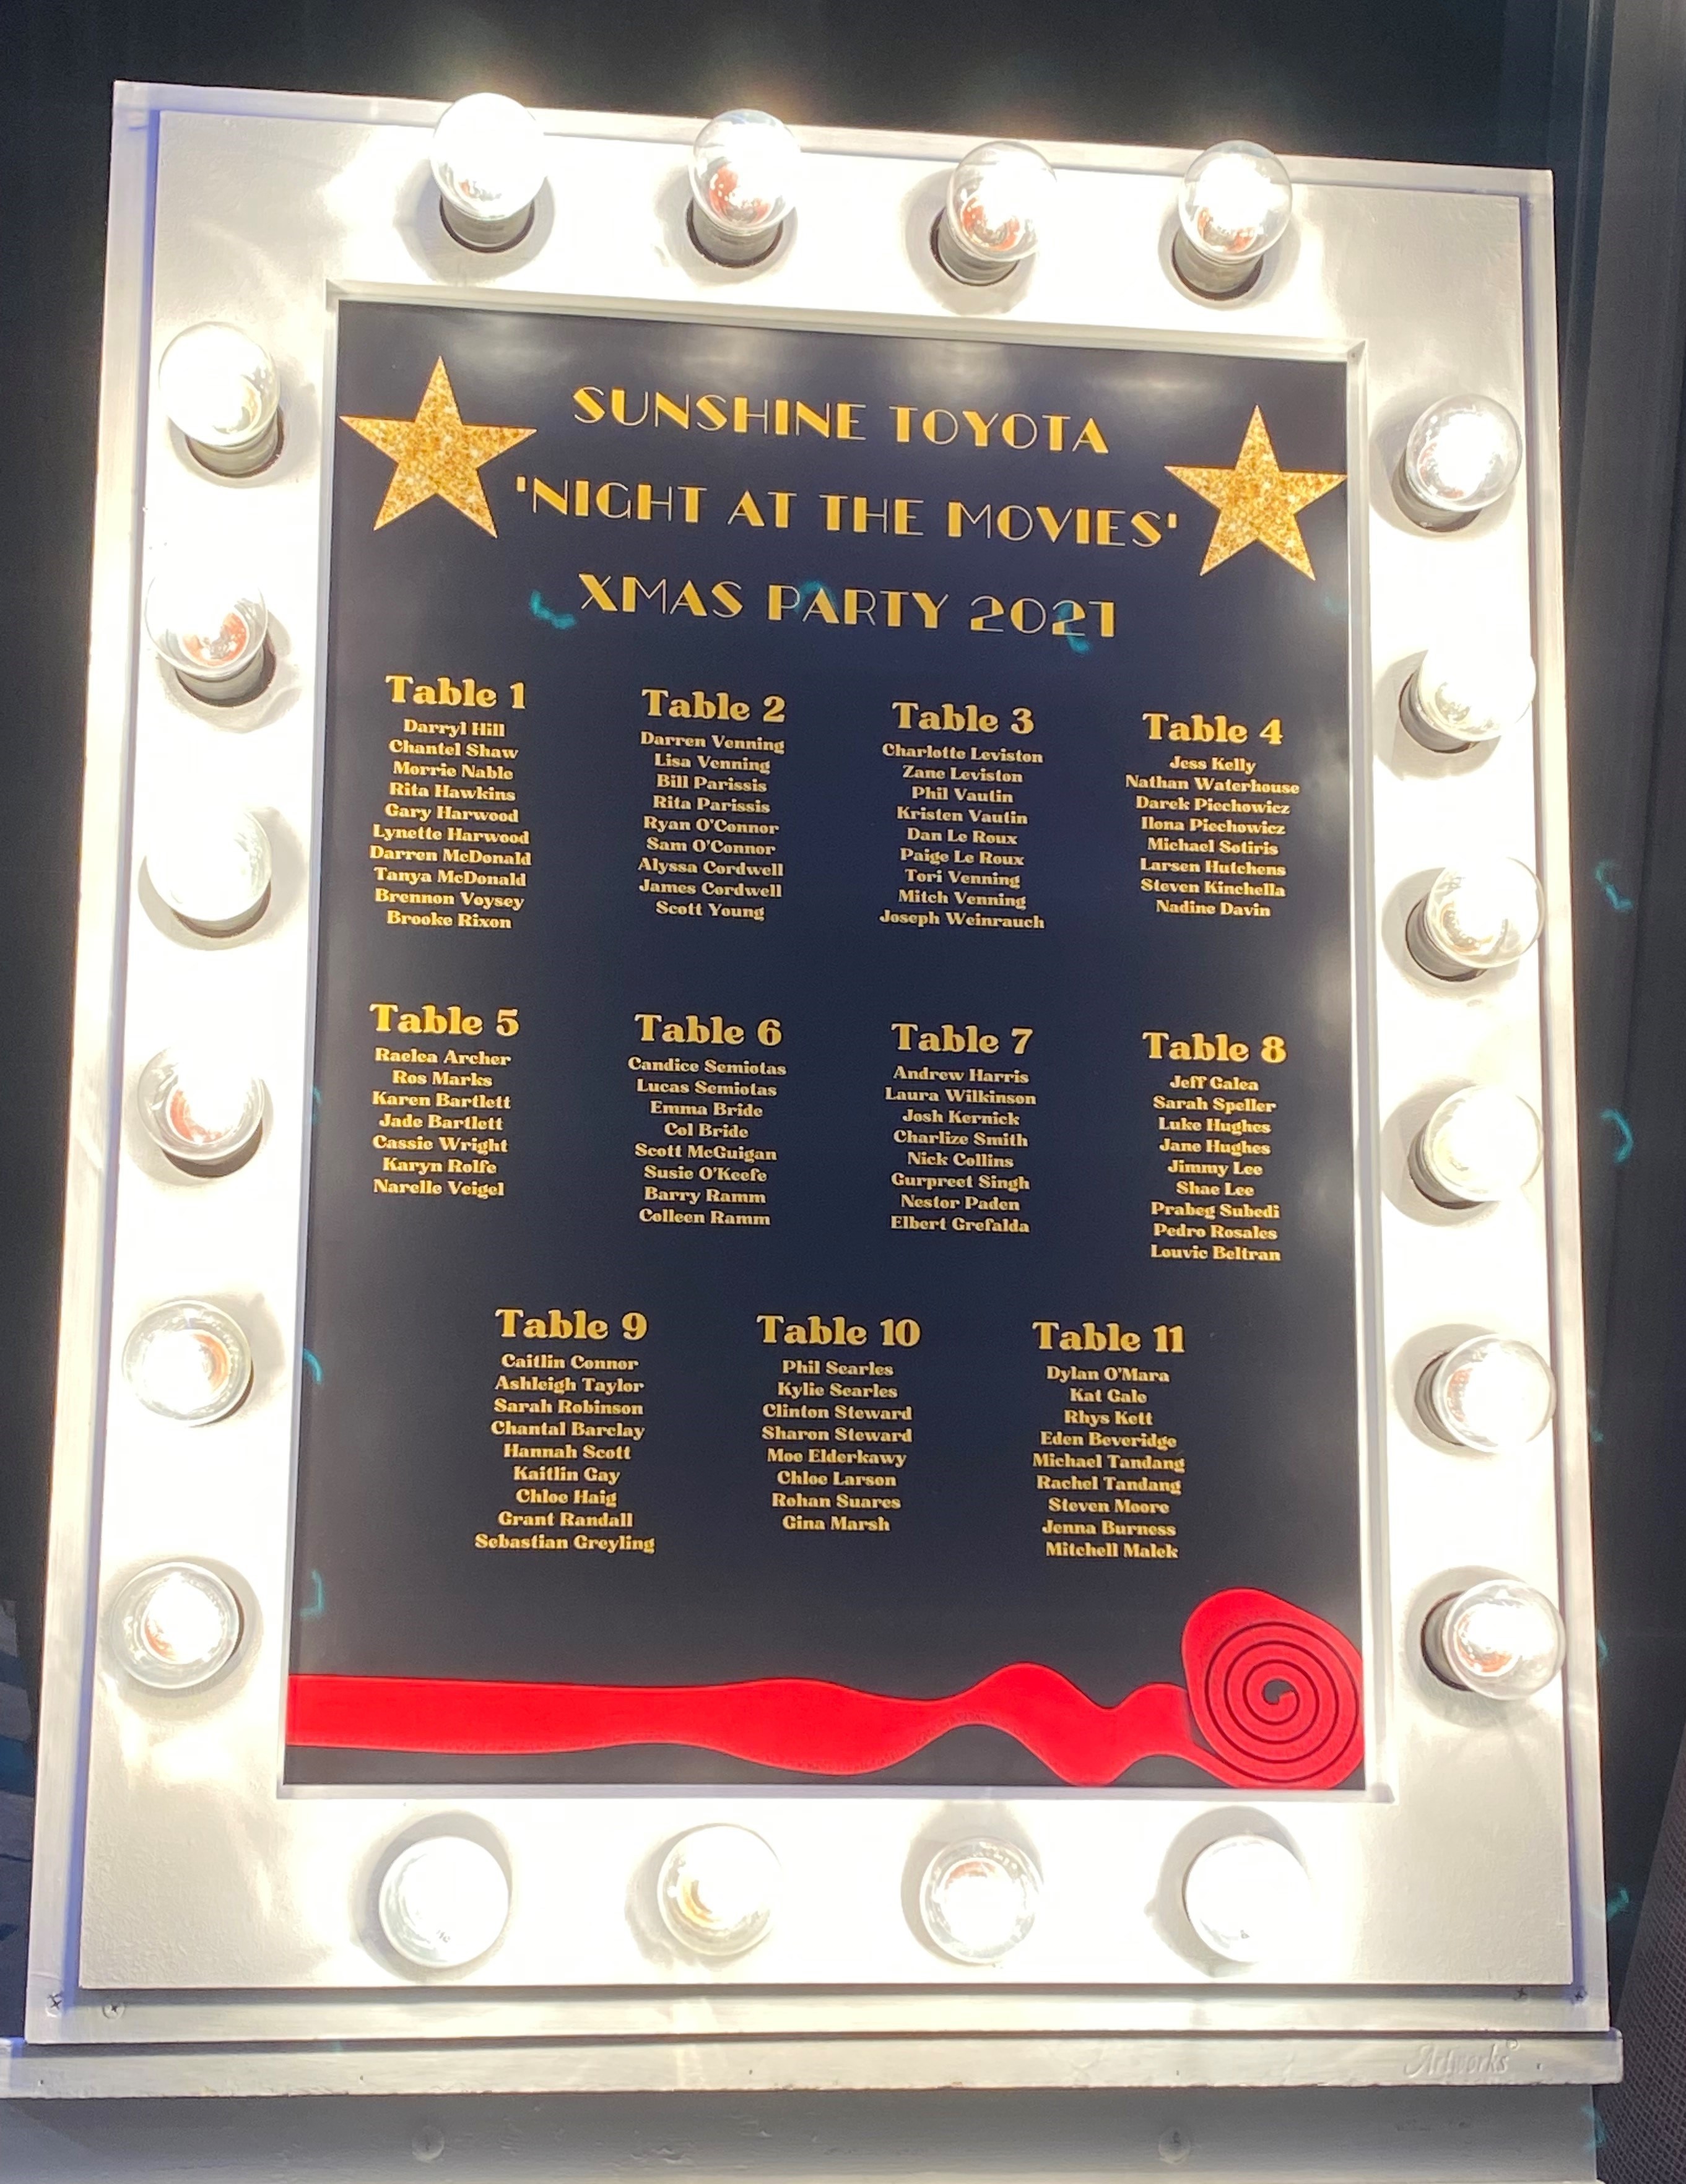 SUNSHINE TOYOTA
'NIGHT AT THE MOVIES'
XMAS PARTY 2021
Table 1
Darryl Hill
Chantel Shaw
Morrie Nable
Rita Hawkins
Gary Harwood
Lynette Harwood
Darren McDonald
Tanya McDonald
Brennon Voysey
Brooke Rixon
Table 2
Darren Venning
Lisa Venning
Bill Parissis
Rita Parissis
Ryan O'Connor
Sam O'Connor
Alyssa Cordwell
James Cordwell
Scott Young
Table 3
Charlotte Leviston
Zane Leviston
Phil Vautin
Kristen Vautin
Dan Le Roux
Paige Le Roux
Tori Venning
Mitch Venning
Joseph Weinrauch
Table 4
Jess Kelly
Nathan Waterhouse
Darek Piechowicz
Ilona Piechowicz
Michael Sotiris
Larsen Hutchens
Steven Kinchella
Nadine Davin
Table 5
Raelea Archer
Ros Marks
Karen Bartlett
Jade Bartlett
Cassie Wright
Karyn Rolfe
Narelle Veigel
Table 6
Candice Semiotas
Lucas Semiotas
Emma Bride
Col Bride
Scott McGuigan
Susie O'Keefe
Barry Ramm
Colleen Ramm
Table 7
Andrew Harris
Laura Wilkinson
Josh Kernick
Charlize Smith
Nick Collins
Gurpreet Singh
Nestor Paden
Elbert Grefalda
Table 8
Jeff Galea
Sarah Speller
Luke Hughes
Jane Hughes
Jimmy Lee
Shae Lee
Prabeg Subedi
Pedro Rosales
Louvic Beltran
Table 9
Caitlin Connor
Ashleigh Taylor
Sarah Robinson
Chantal Barclay
Hannah Scott
Kaitlin Gay
Chloe Haig
Grant Randall
Sebastian Greyling
Table 10
Phil Searles
Kylie Searles
Clinton Steward
Sharon Steward
Moe Elderkawy
Chloe Larson
Rohan Suares
Gina Marsh
Table 11
Dylan O'Mara
Kat Gale
Rhys Kett
Eden Beveridge
Michael Tandang
Rachel Tandang
Steven Moore
Jenna Burness
Mitchell Malek
Artworks